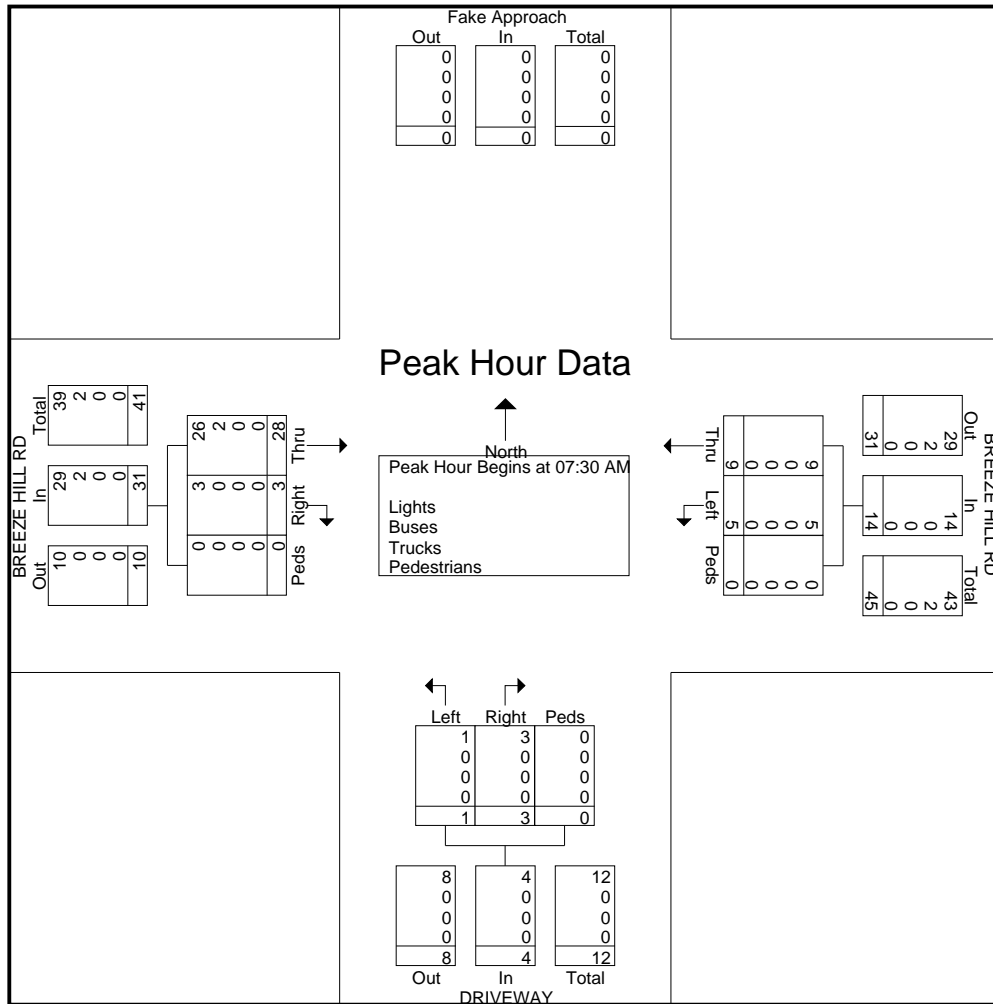 Fake Approach
Out In Total
0 0 0
0 0 0
0 0 0
0 0 0
0 0 0
Peak Hour Data
North
Peak Hour Begins at 07:30 AM
Lights
Buses
Trucks
Pedestrians
BREEZE HILL RD
Total
39 2 0 0 41
In
29 2 0 0 31
Out
10 0 0 0 10
Thru
26 2 0 0 28
Right
3 0 0 0 3
Peds
0 0 0 0 0
BREEZE HILL RD
Out
29 2 0 0 31
In
14 0 0 0 14
Total
43 2 0 0 45
Thru
9 0 0 0 9
Left
5 0 0 0 5
Peds
0 0 0 0 0
Left Right Peds
1 3 0
0 0 0
0 0 0
0 0 0
1 3 0
8 4 12
0 0 0
0 0 0
0 0 0
8 4 12
Out In Total
DRIVEWAY